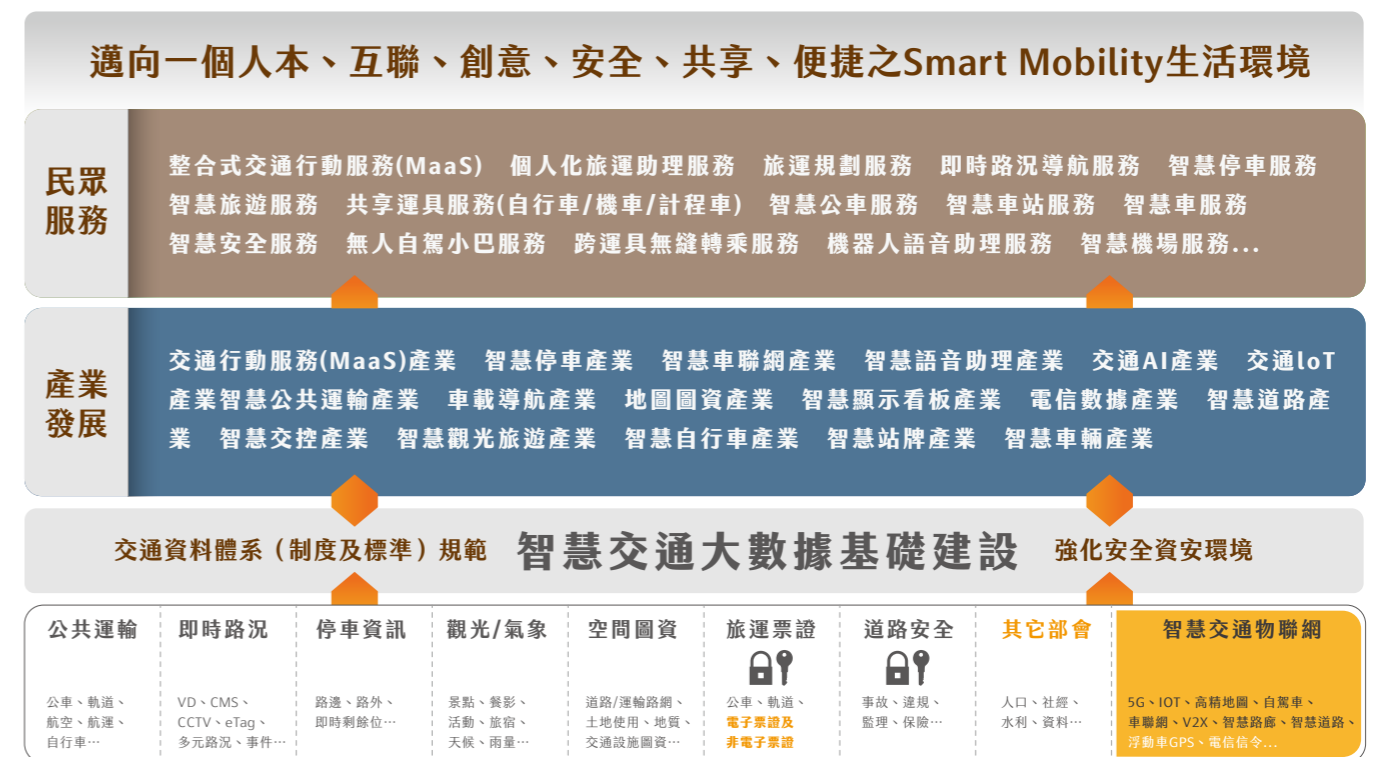 邁向一個人本、互聯、創意、安全、共享、便捷之Smart Mobility生活環境
民眾
服務
整合式交通行動服務(MaaS) 個人化旅運助理服務 旅運規劃服務 即時路況導航服務 智慧停車服務
智慧旅遊服務 共享運具服務(自行車/機車/計程車) 智慧公車服務 智慧車站服務 智慧車服務
智慧安全服務 無人自駕小巴服務 跨運具無縫轉乘服務 機器人語音助理服務 智慧機場服務...
產業
發展
交通行動服務(MaaS)產業 智慧停車產業 智慧車聯網產業 智慧語音助理產業 交通AI產業 交通loT
產業智慧公共運輸產業 車載導航產業 地圖圖資產業 智慧顯示看板產業 電信數據產業 智慧道路產
業 智慧交控產業 智慧觀光旅遊產業 智慧自行車產業 智慧站牌產業 智慧車輛產業
交通資料體系（制度及標準）規範 智慧交通大數據基礎建設 強化安全資安環境
公共運輸
公車、軌道、
航空、航運、
自行車…
即時路況
VD、CMS、
CCTV、eTag、
多元路況、事件…
停車資訊
路邊、路外、
即時剩餘位…
觀光/氣象
景點、餐影、
活動、旅宿、
天候、雨量…
空間圖資
道路/運輸路網、
土地使用、地質、
交通設施圖資…
旅運票證
公車、軌道、
電子票證及
非電子票證
道路安全
事故、違規、
監理、保險…
其它部會
人口、社經、
水利、資料…
智慧交通物聯網
5G、IOT、高精地圖、自駕車、
車聯網、V2X、智慧路廊、智慧道路、
浮動車GPS、電信信令...